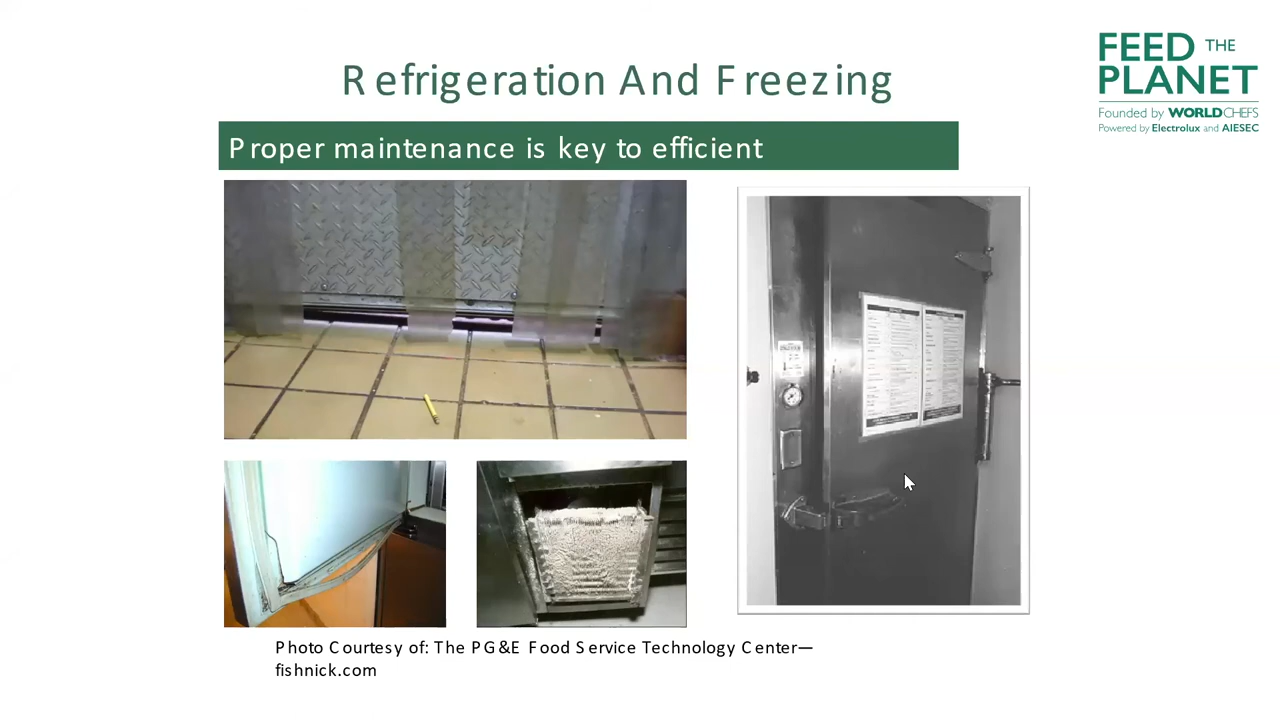 Refrigeration And Freezing
FEED THE
PLANET
Founded by WORLDCHEFS
Powered by Electrolux and AIESEC
Proper maintenance is key to efficient
Photo Courtesy of: The PG&E Food Service Technology Center—
fishnick.com